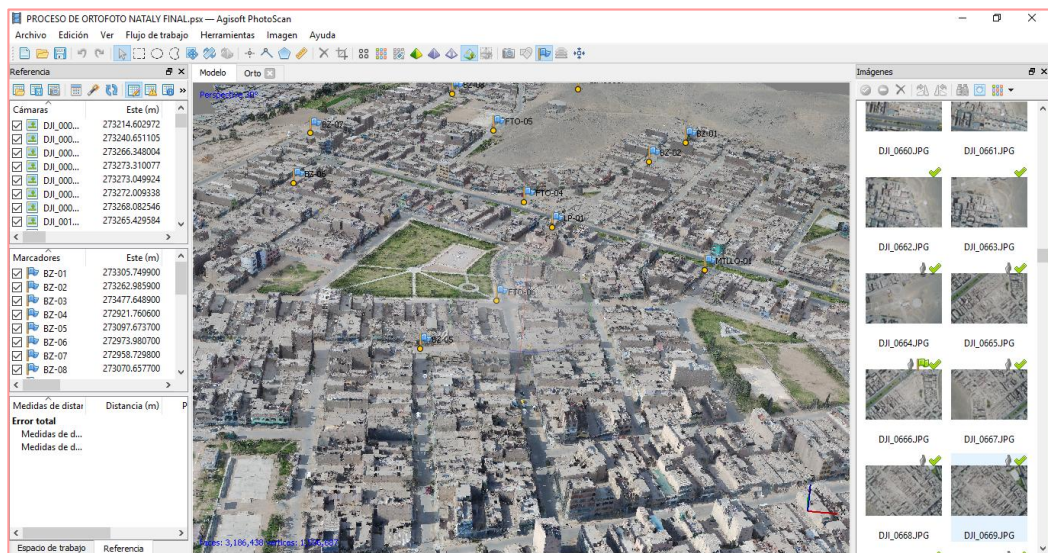 PROCESO DE ORTOFOTO NATALY FINAL.psx — Agisoft PhotoScan
Archivo Edición Ver Flujo de trabajo Herramientas Imagen Ayuda
Referencia
Cámaras Este (m)
DJI_000... 273214.602972
DJI_000... 273240.651105
DJI_000... 273266.348004
DJI_000... 273273.310077
DJI_000... 273273.049924
DJI_000... 273272.009338
DJI_000... 273268.082546
DJI_001... 273265.429584
Marcadores Este (m)
BZ-01 273305.749900
BZ-02 273262.985900
BZ-03 273477.648900
BZ-04 272921.760600
BZ-05 273097.673700
BZ-06 272973.980700
BZ-07 272958.729800
BZ-08 273070.657700
Medidas de distar Distancia (m) P
Error total
Medidas de d...
Medidas de d...
Espacio de trabajo Referencia
Modelo Orto
Perspective 30°
BZ-07
FTO-05
BZ-01
BZ-02
FTO-04
LP-01
FTO-06
BZ-05
Imágenes
DJI_0660.JPG DJI_0661.JPG
DJI_0662.JPG DJI_0663.JPG
DJI_0664.JPG DJI_0665.JPG
DJI_0666.JPG DJI_0667.JPG
DJI_0668.JPG DJI_0669.JPG